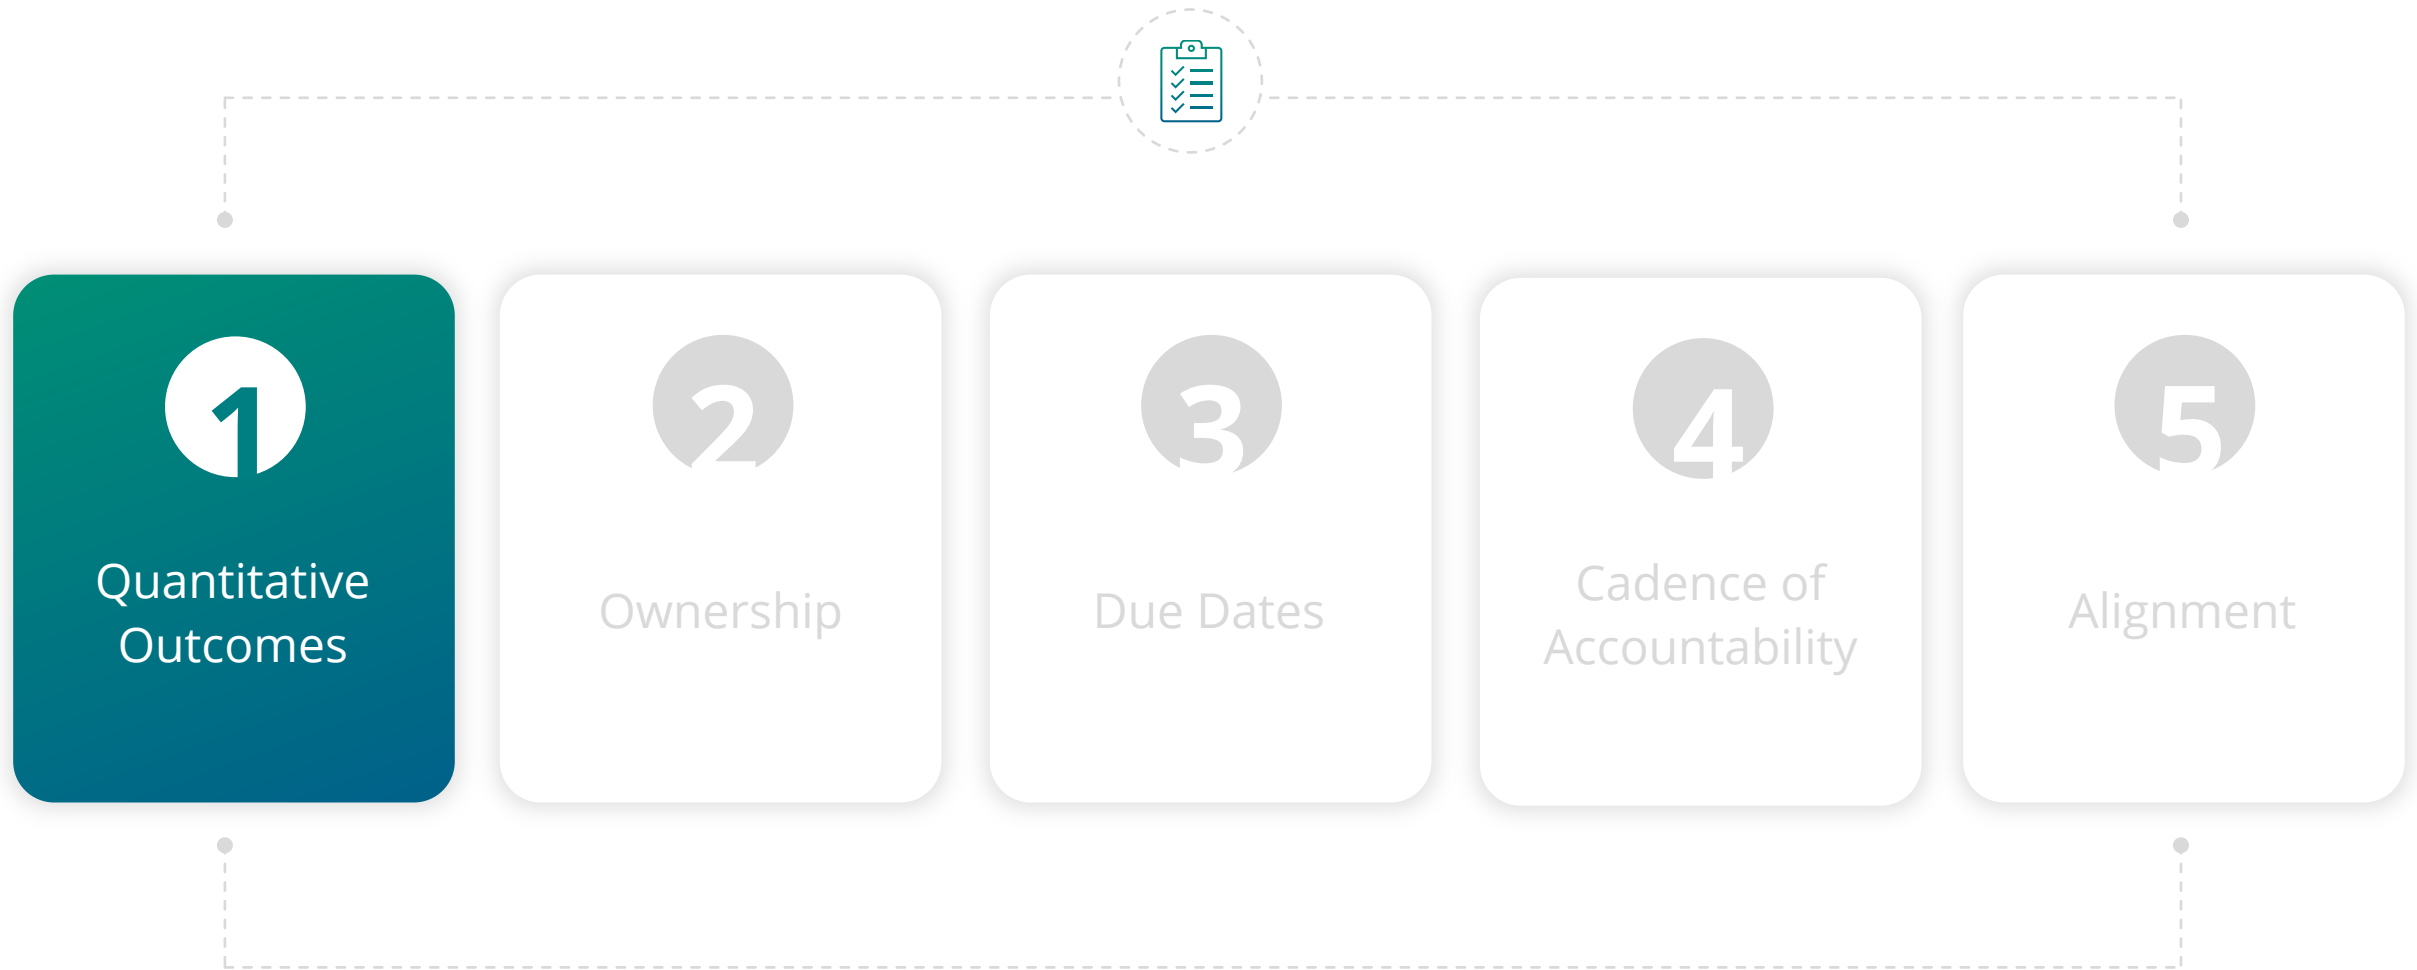 1
Quantitative
Outcomes
2
Ownership
3
Due Dates
4
Cadence of
Accountability
5
Alignment